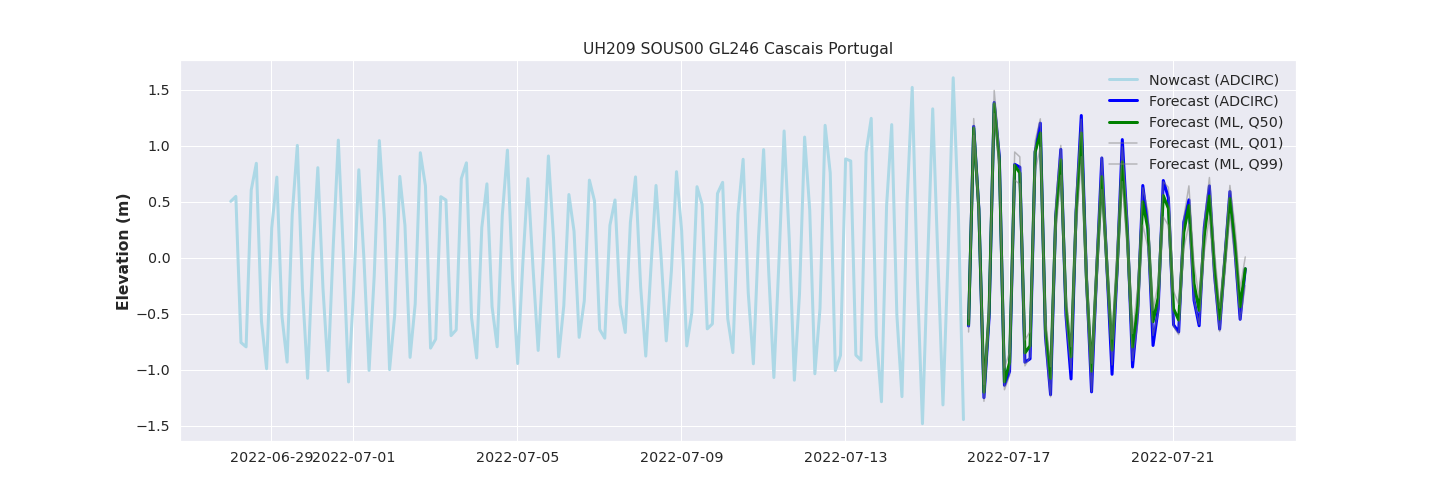 UH209 SOUS00 GL246 Cascais Portugal
Nowcast (ADCIRC)
Forecast (ADCIRC)
Forecast (ML, Q50)
Forecast (ML, Q01)
Forecast (ML, Q99)
Elevation (m)
1.5
1.0
0.5
0.0
−0.5
−1.0
−1.5
2022-06-29 2022-07-01 2022-07-05 2022-07-09 2022-07-13 2022-07-17 2022-07-21